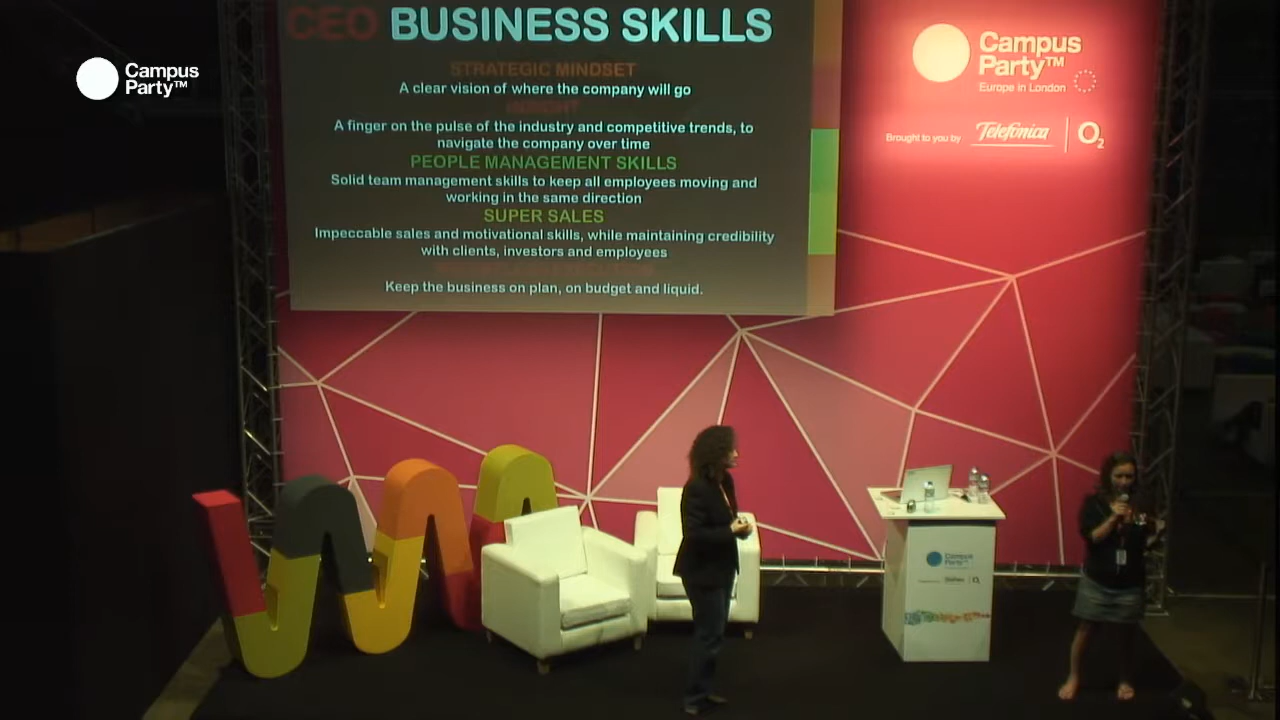 CEO BUSINESS SKILLS
STRATEGIC MINDSET
A clear vision of where the company will go
INSIGHT
A finger on the pulse of the industry and competitive trends, to
navigate the company over time
PEOPLE MANAGEMENT SKILLS
Solid team management skills to keep all employees moving and
working in the same direction
SUPER SALES
Impeccable sales and motivational skills, while maintaining credibility
with clients, investors and employees
Keep the business on plan, on budget and liquid.
Campus
Party™
Campus
Party™
Europe in London
Brought to you by Telefónica O2
Campus
Party™